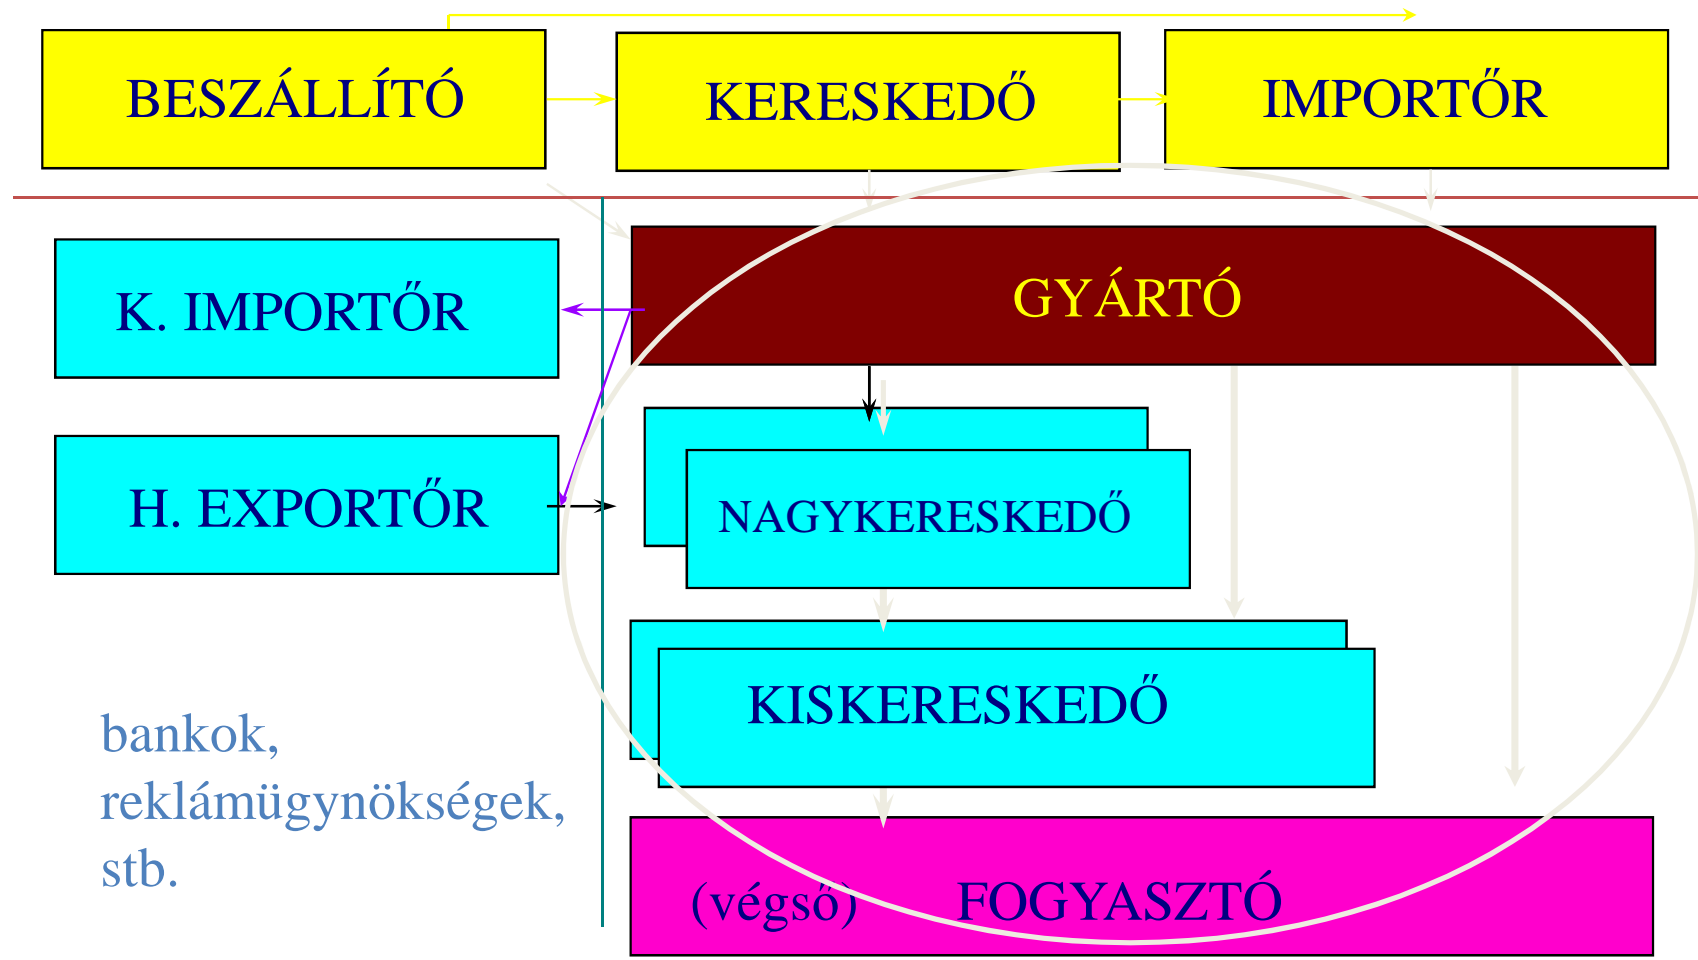 BESZÁLLÍTÓ
KERESKEDŐ
IMPORTŐR
K. IMPORTŐR
GYÁRTÓ
H. EXPORTŐR
NAGYKERESKEDŐ
KISKERESKEDŐ
bankok,
reklámügynökségek,
stb.
(végső) FOGYASZTÓ